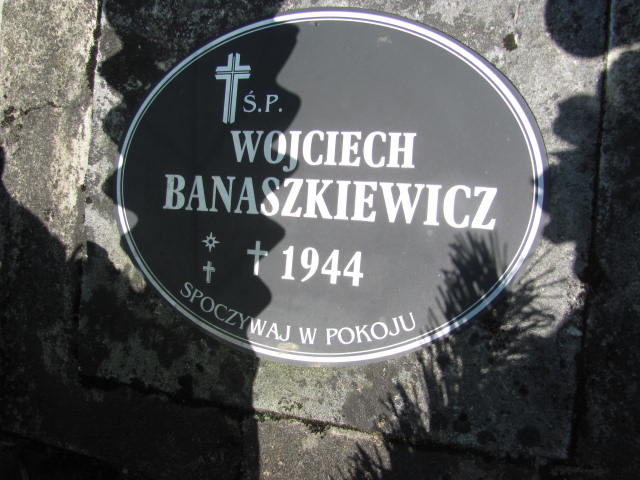 Ś.P.
WOJCIECH
BANASZKIEWICZ
✝ 1944
SPOCZYWAJ W POKOJU